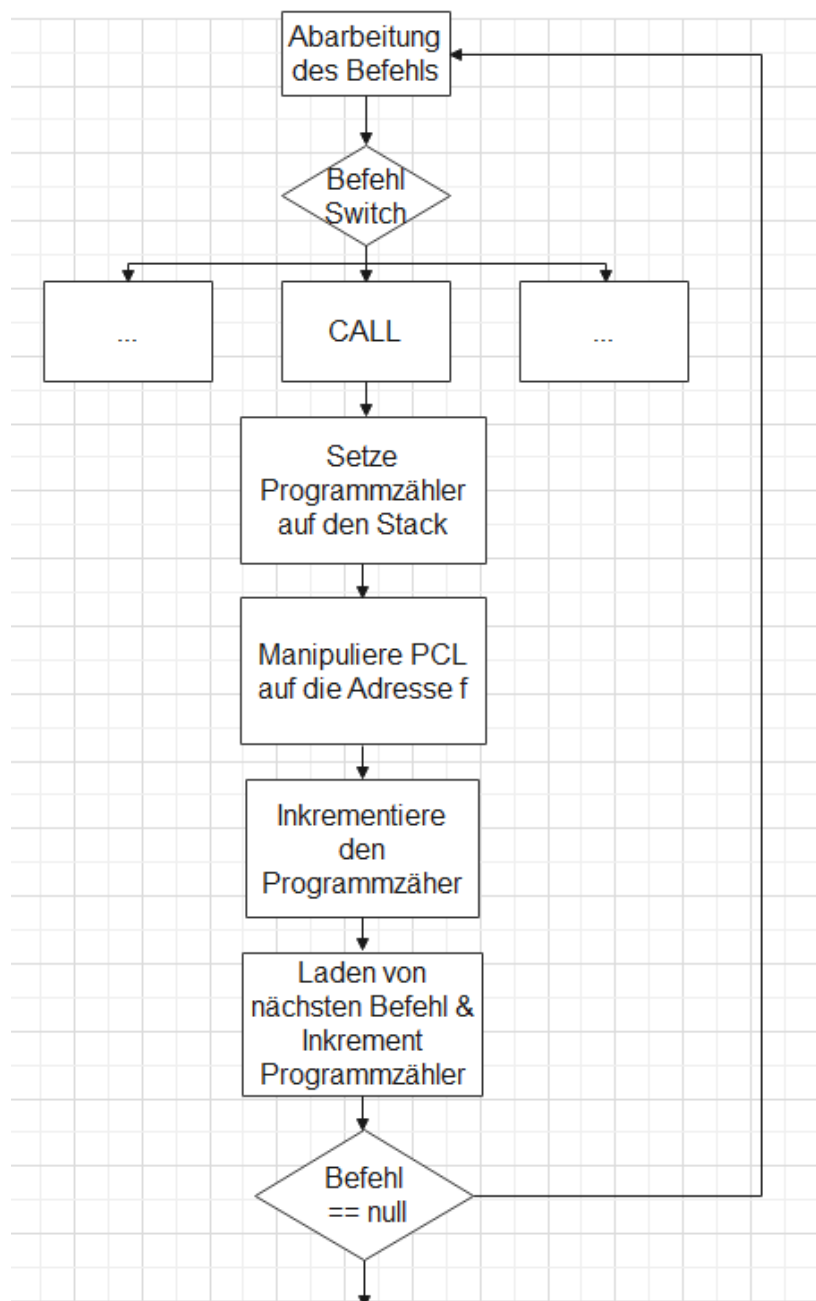 Abarbeitung
des Befehls
Befehl
Switch
...
CALL
...
Setze
Programmzähler
auf den Stack
Manipuliere PCL
auf die Adresse f
Inkrementiere
den
Programmzäher
Laden von
nächsten Befehl &
Inkrement
Programmzähler
Befehl
== null